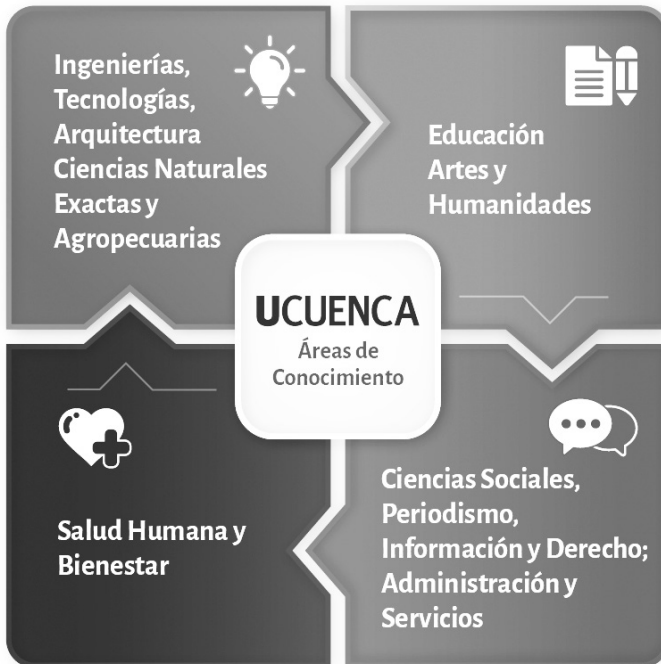 Ingenierías,
Tecnologías,
Arquitectura
Ciencias Naturales
Exactas y
Agropecuarias
Educación
Artes y
Humanidades
UCUENCA
Áreas de
Conocimiento
Salud Humana y
Bienestar
Ciencias Sociales,
Periodismo,
Información y Derecho;
Administración y
Servicios